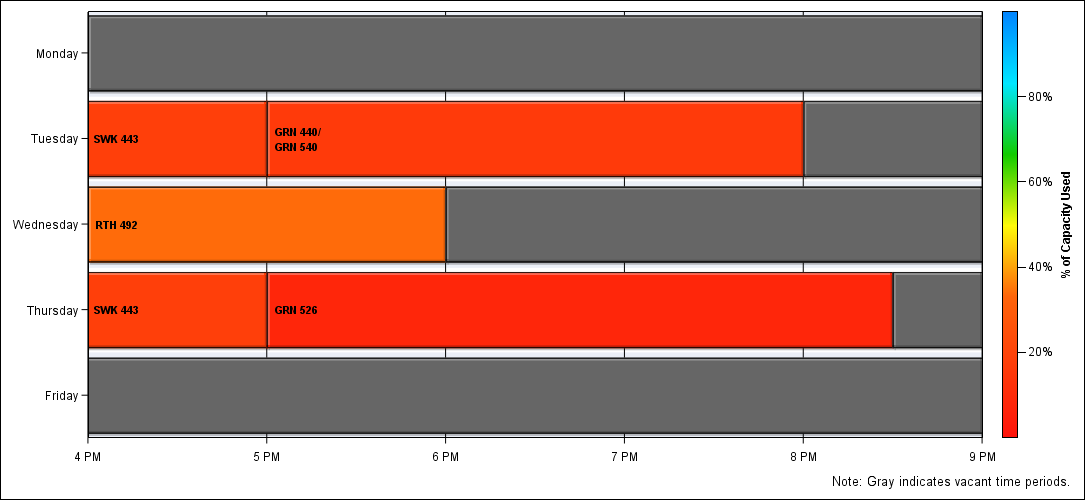 Monday
Tuesday
SWK 443
GRN 440/
GRN 540
Wednesday
RTH 492
Thursday
SWK 443
GRN 526
Friday
4 PM
5 PM
6 PM
7 PM
8 PM
9 PM
80%
60%
40%
20%
% of Capacity Used
Note: Gray indicates vacant time periods.